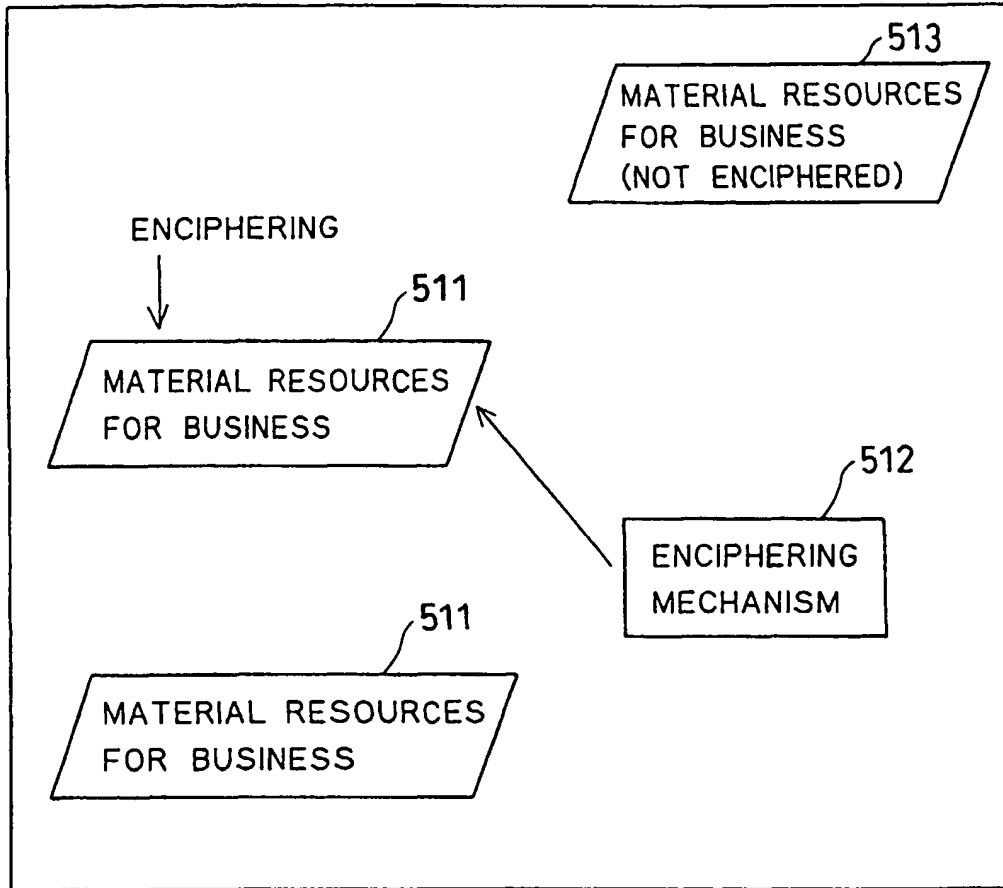 513
MATERIAL RESOURCES
FOR BUSINESS
(NOT ENCIPHERED)
ENCIPHERING
511
MATERIAL RESOURCES
FOR BUSINESS
512
ENCIPHERING
MECHANISM
511
MATERIAL RESOURCES
FOR BUSINESS